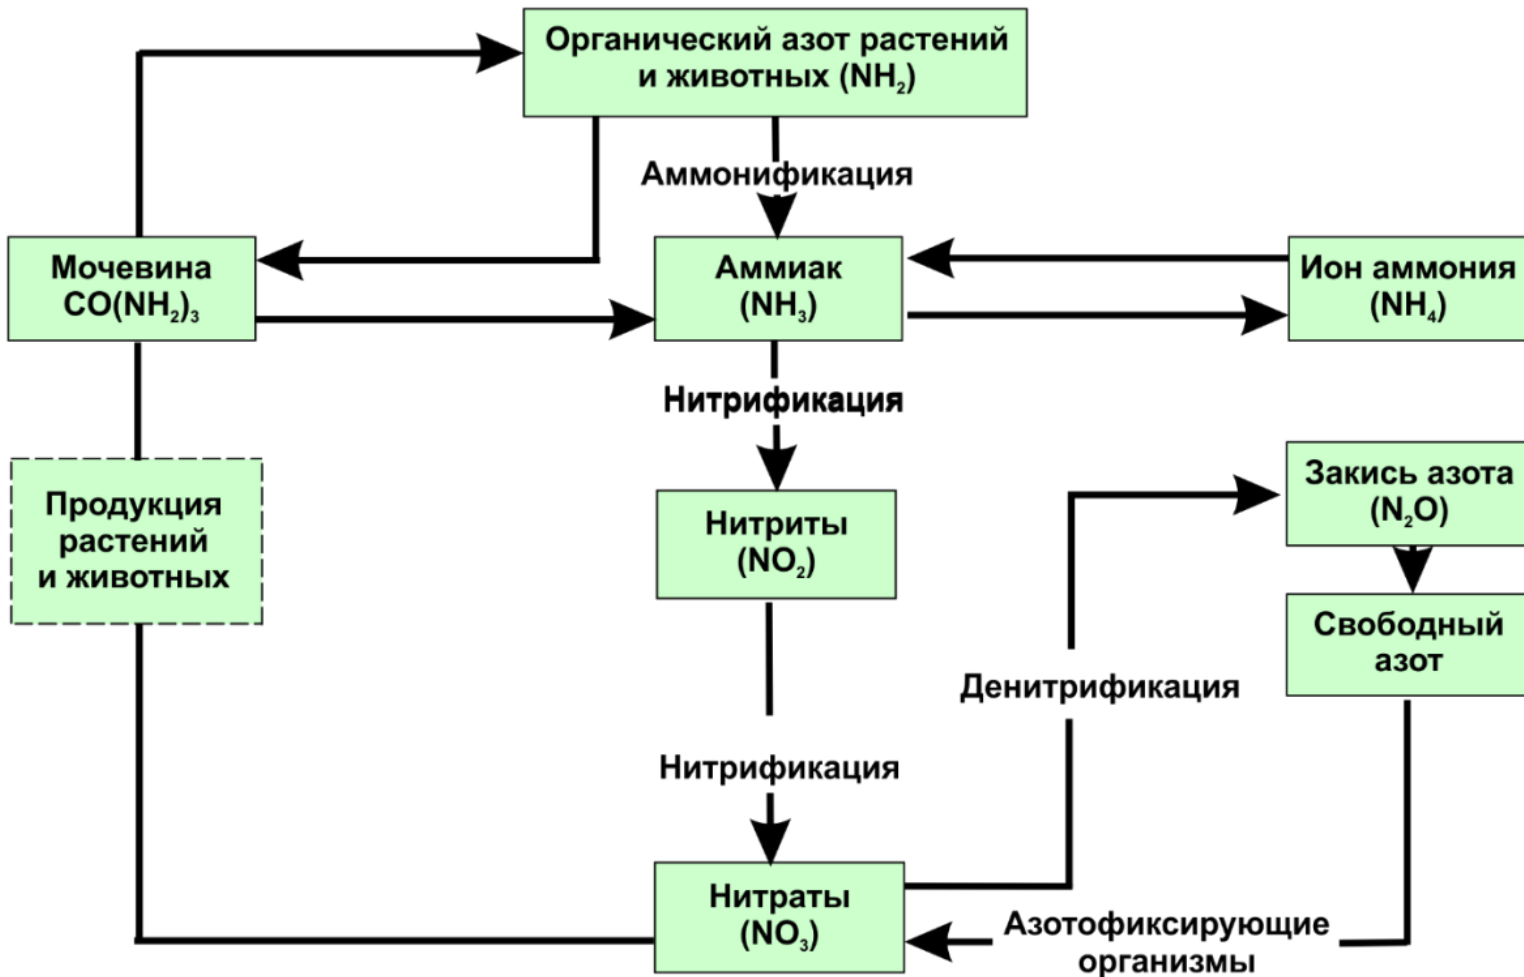 Органический азот растений
и животных (NH₂)
Аммонификация
Мочевина
CO(NH₂)₃
Аммиак
(NH₃)
Ион аммония
(NH₄)
Нитрификация
Продукция
растений
и животных
Нитриты
(NO₂)
Закись азота
(N₂O)
Свободный
азот
Денитрификация
Нитрификация
Нитраты
(NO₃)
Азотофиксирующие
организмы